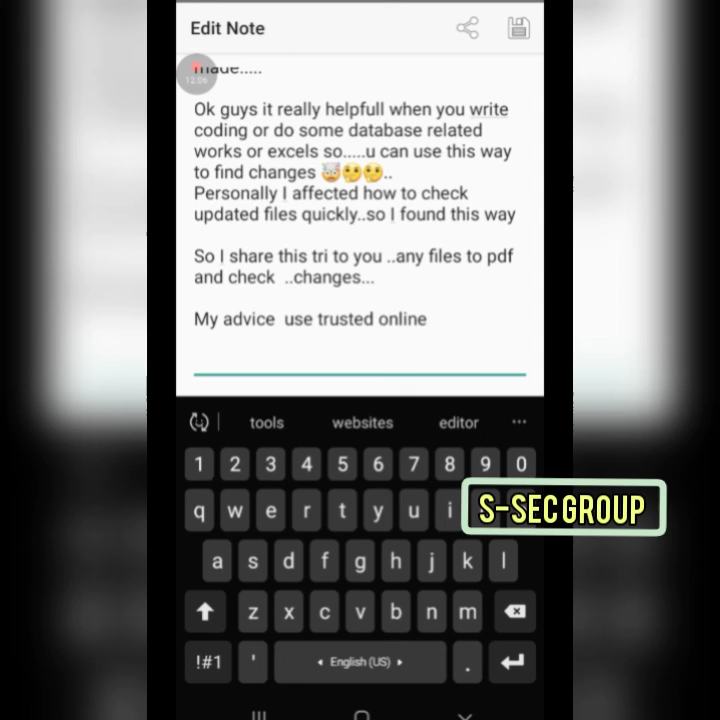 Edit Note
made.....
12:06
Ok guys it really helpfull when you write
coding or do some database related
works or excels so.....u can use this way
to find changes 🤯🤔🤔..
Personally I affected how to check
updated files quickly..so I found this way
So I share this tri to you ..any files to pdf
and check  ..changes...
My advice  use trusted online
tools websites editor ...
1 2 3 4 5 6 7 8 9 0
q w e r t y u i
S-SEC GROUP
a s d f g h j k l
z x c v b n m
!#1 ' English (US) .